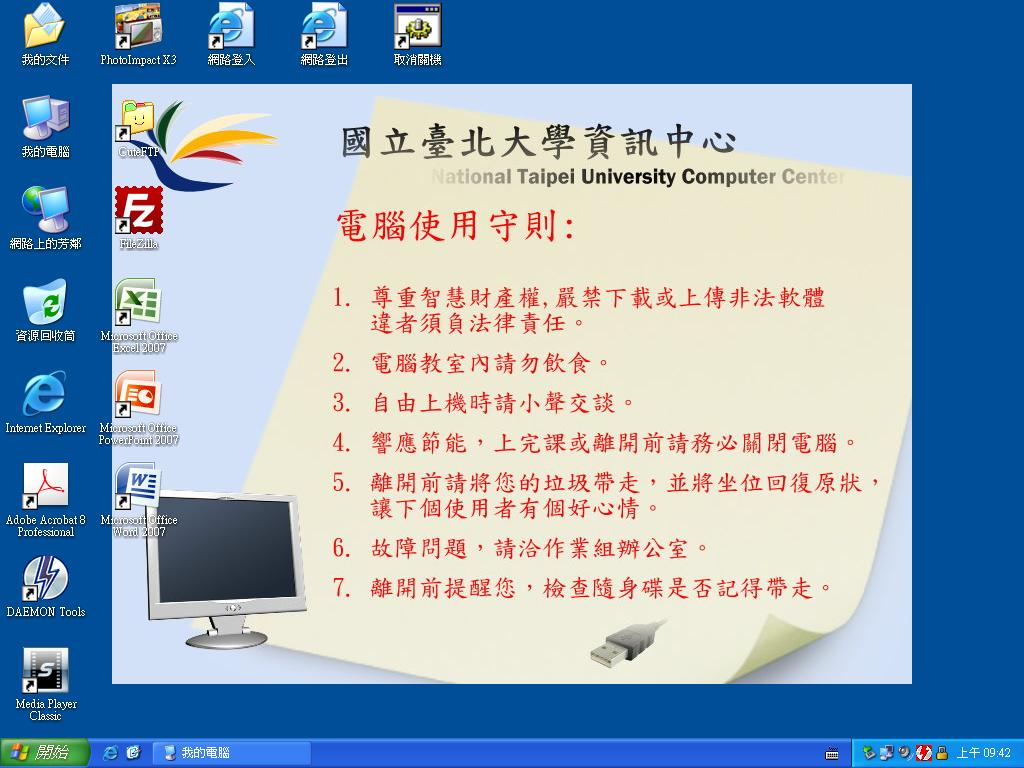 我的文件
PhotoImpact X3
網路登入
網路登出
取消關機
我的電腦
CuteFTP
網路上的芳鄰
FileZilla
資源回收筒
Microsoft Office
Excel 2007
Internet Explorer
Microsoft Office
PowerPoint 2007
Adobe Acrobat 8
Professional
Microsoft Office
Word 2007
DAEMON Tools
Media Player
Classic
國立臺北大學資訊中心
National Taipei University Computer Center
電腦使用守則:
1. 尊重智慧財產權,嚴禁下載或上傳非法軟體
違者須負法律責任。
2. 電腦教室內請勿飲食。
3. 自由上機時請小聲交談。
4. 響應節能，上完課或離開前請務必關閉電腦。
5. 離開前請將您的垃圾帶走，並將坐位回復原狀，
讓下個使用者有個好心情。
6. 故障問題，請洽作業組辦公室。
7. 離開前提醒您，檢查隨身碟是否記得帶走。
開始
我的電腦
上午 09:42